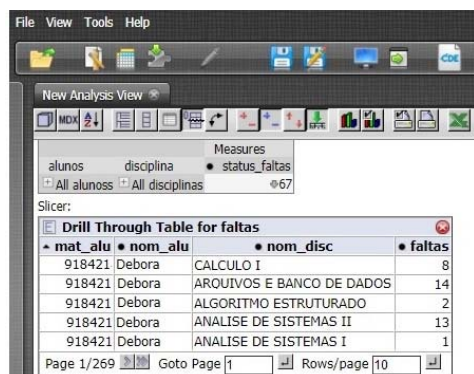 File View Tools Help
CDE
New Analysis View
MDX
Measures
alunos disciplina status_faltas
All alunoss All disciplinas 67
Slicer:
Drill Through Table for faltas
mat_alu nom_alu nom_disc faltas
918421 Debora CALCULO I 8
918421 Debora ARQUIVOS E BANCO DE DADOS 14
918421 Debora ALGORITMO ESTRUTURADO 2
918421 Debora ANALISE DE SISTEMAS II 13
918421 Debora ANALISE DE SISTEMAS I 1
Page 1/269 Goto Page 1 Rows/page 10